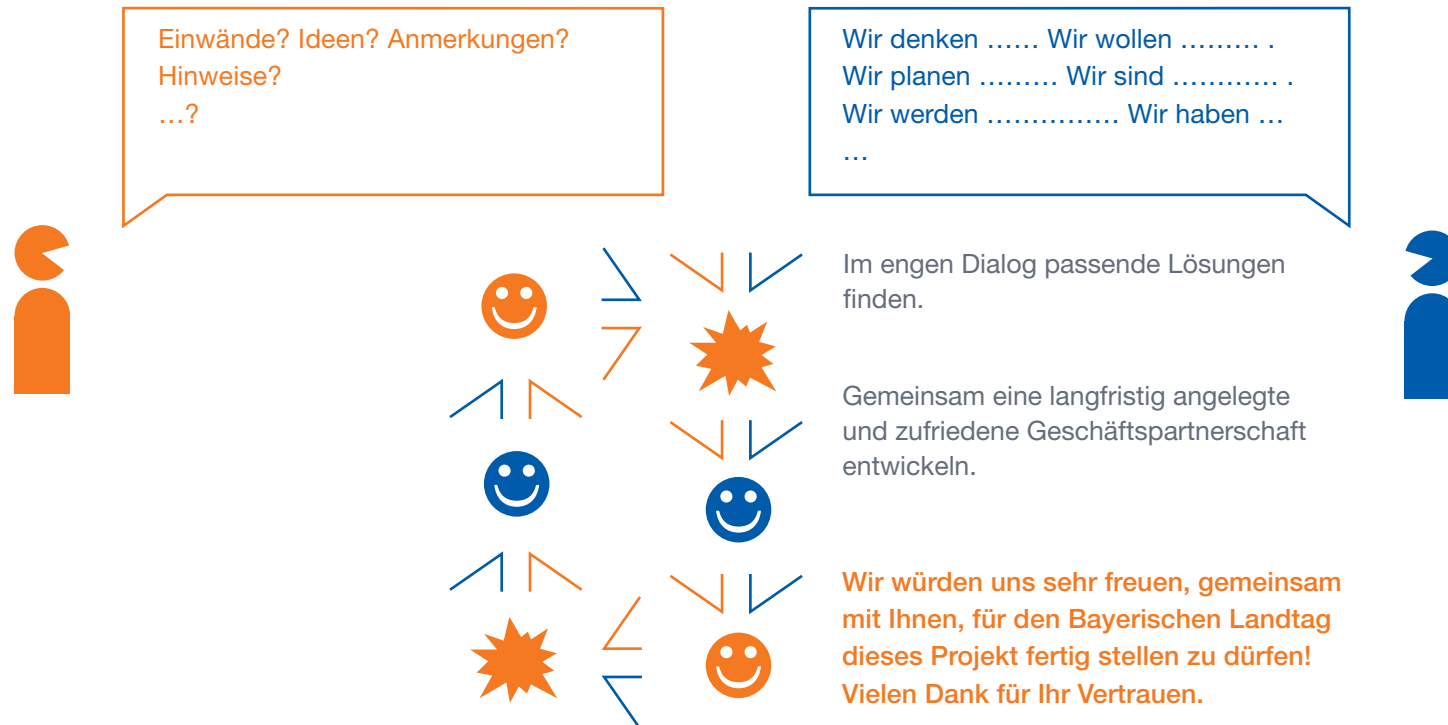 Einwände? Ideen? Anmerkungen?
Hinweise?
…?
Wir denken …… Wir wollen ……… .
Wir planen ……… Wir sind ………… .
Wir werden …………… Wir haben …
…
Im engen Dialog passende Lösungen
finden.
Gemeinsam eine langfristig angelegte
und zufriedene Geschäftspartnerschaft
entwickeln.
Wir würden uns sehr freuen, gemeinsam
mit Ihnen, für den Bayerischen Landtag
dieses Projekt fertig stellen zu dürfen!
Vielen Dank für Ihr Vertrauen.